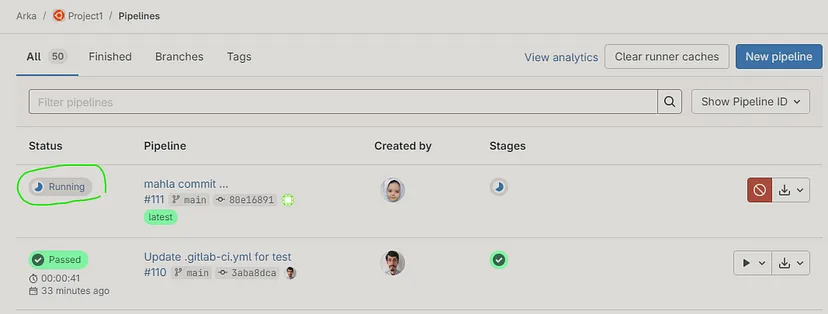 Arka / Project1 / Pipelines
All 50 Finished Branches Tags View analytics Clear runner caches New pipeline
Filter pipelines Show Pipeline ID
Status Pipeline Created by Stages
Running mahla commit ...
#111 main 80e16891
latest
Passed Update .gitlab-ci.yml for test
00:00:41 #110 main 3aba8dca
33 minutes ago